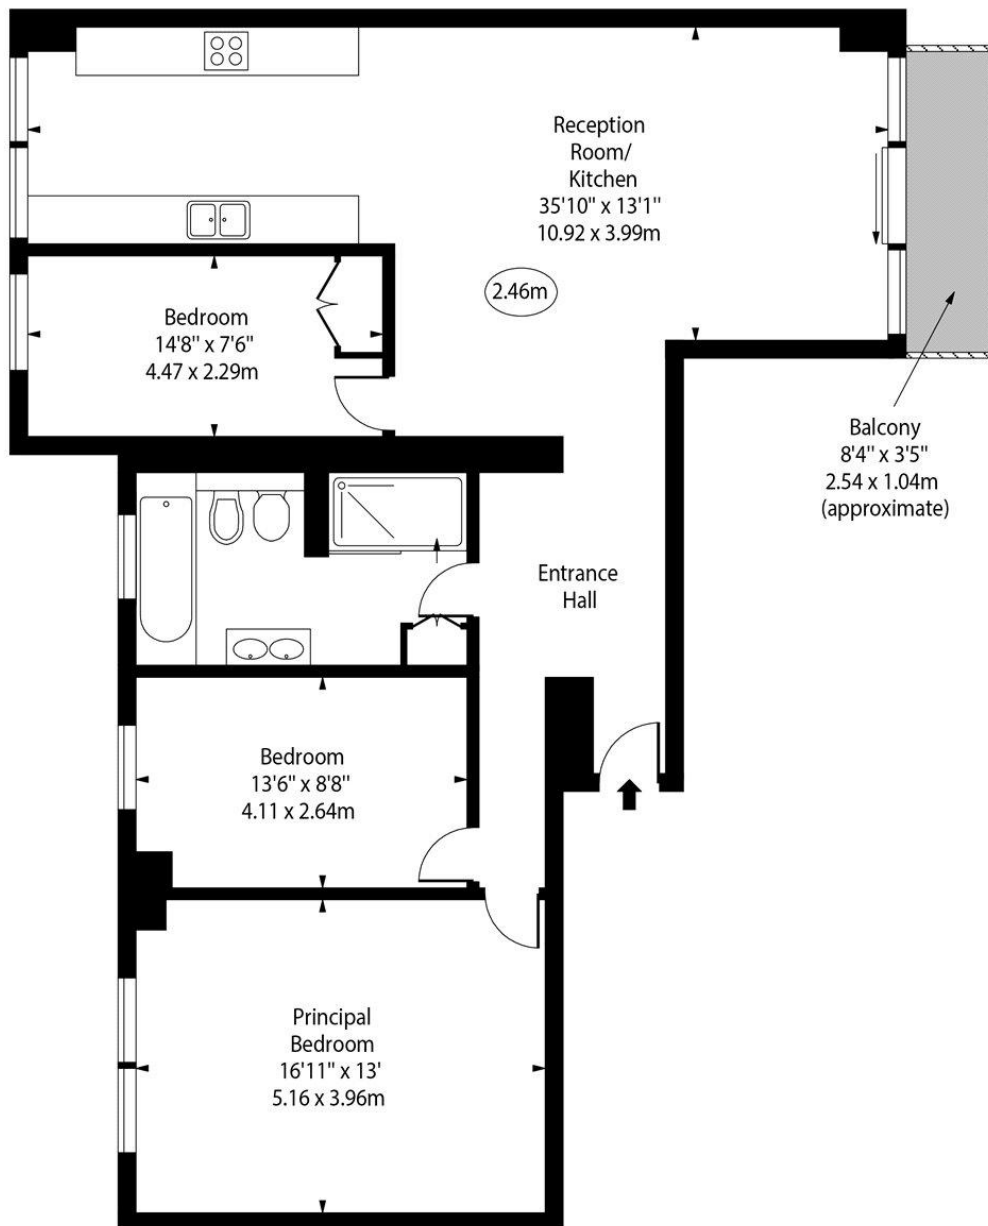 Reception
Room/
Kitchen
35'10" x 13'1"
10.92 x 3.99m
2.46m
Bedroom
14'8" x 7'6"
4.47 x 2.29m
Balcony
8'4" x 3'5"
2.54 x 1.04m
(approximate)
Entrance
Hall
Bedroom
13'6" x 8'8"
4.11 x 2.64m
Principal
Bedroom
16'11" x 13'
5.16 x 3.96m